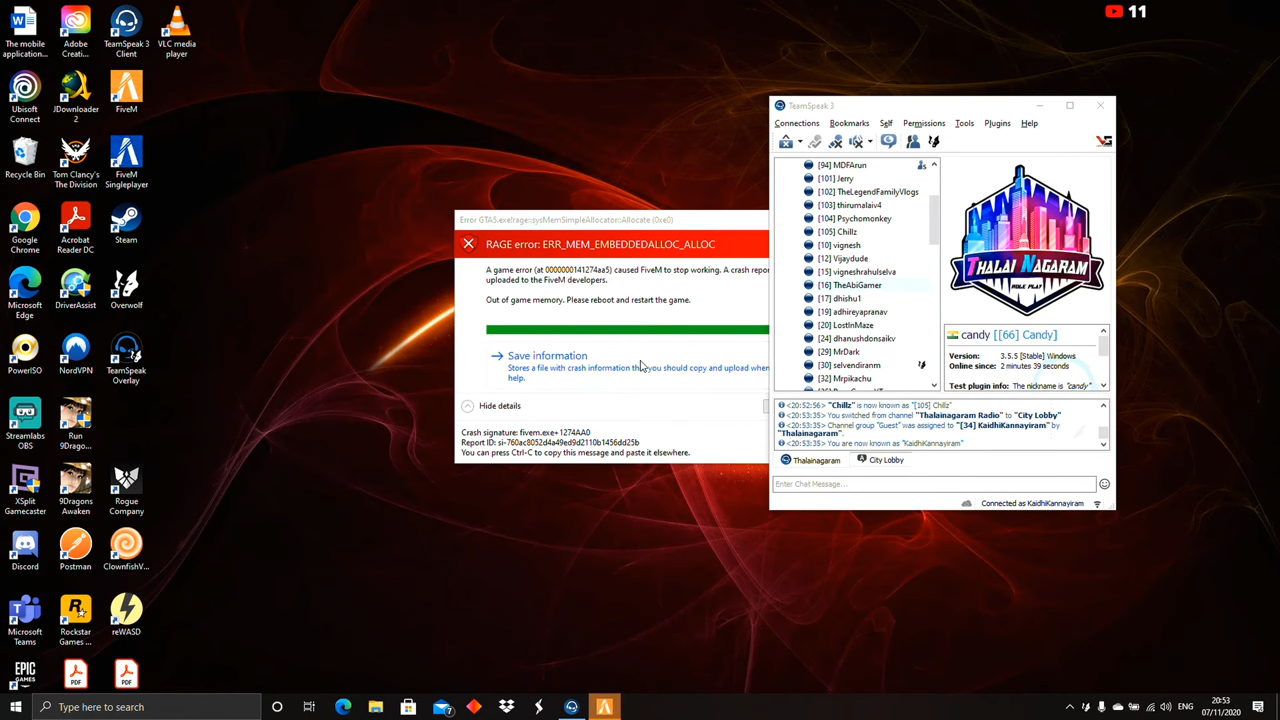 11
The mobile
application...
Adobe
Creati...
TeamSpeak 3
Client
VLC media
player
Ubisoft
Connect
JDownloader
2
FiveM
Recycle Bin
Tom Clancy's
The Division
FiveM
Singleplayer
Google
Chrome
Acrobat
Reader DC
Steam
Microsoft
Edge
DriverAssist
Overwolf
PowerISO
NordVPN
TeamSpeak
Overlay
Streamlabs
OBS
Run
9Drago...
XSplit
Gamecaster
9Dragons
Awaken
Rogue
Company
Discord
Postman
ClownfishV...
Microsoft
Teams
Rockstar
Games ...
reWASD
EPIC
GAMES
Error GTA5.exe!rage::sysMemSimpleAllocator::Allocate (0xe0)
RAGE error: ERR_MEM_EMBEDDEDALLOC_ALLOC
A game error (at 0000000141274aa5) caused FiveM to stop working. A crash repor
uploaded to the FiveM developers.
Out of game memory. Please reboot and restart the game.
Save information
Stores a file with crash information th you should copy and upload when
help.
Hide details
Crash signature: fivem.exe+1274AA0
Report ID: si-760ac8052d4a49ed9d2110b1456dd25b
You can press Ctrl-C to copy this message and paste it elsewhere.
TeamSpeak 3
Connections Bookmarks Self Permissions Tools Plugins Help
[94] MDFArun
[101] Jerry
[102] TheLegendFamilyVlogs
[103] thirumalaiv4
[104] Psychomonkey
[105] Chillz
[10] vignesh
[12] Vijaydude
[15] vigneshrahulselva
[16] TheAbiGamer
[17] dhishu1
[19] adhireyapranav
[20] LostInMaze
[24] dhanushdonsaikv
[29] MrDark
[30] selvendiranm
[32] Mrpikachu
THALAI NAGARAM
ROLE PLAY
candy [[66] Candy]
Version: 3.5.5 [Stable] Windows
Online since: 2 minutes 39 seconds
Test plugin info: The nickname is "candy"
<20:52:56> "Chillz" is now known as "[105] Chillz"
<20:53:35> You switched from channel "Thalainagaram Radio" to "City Lobby"
<20:53:35> Channel group "Guest" was assigned to "[34] KaidhiKannayiram" by
"Thalainagaram".
<20:53:35> You are now known as "KaidhiKannayiram"
Thalainagaram City Lobby
Enter Chat Message...
Connected as KaidhiKannayiram
Type here to search
7
20:53
07/11/2020